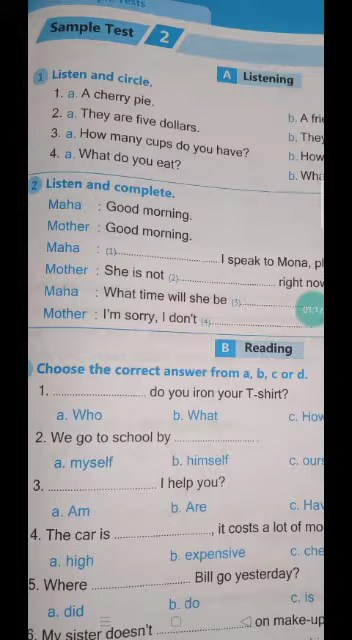 Sample Test 2
A Listening
1 Listen and circle.
1. a. A cherry pie. b. A frie
2. a. They are five dollars. b. They
3. a. How many cups do you have? b. How
4. a. What do you eat? b. Wha
2 Listen and complete.
Maha : Good morning.
Mother : Good morning.
Maha : (1)................................ I speak to Mona, pl
Mother : She is not (2)................................ right now
Maha : What time will she be (3)................
Mother : I'm sorry, I don't (4)................................
01:12
B Reading
Choose the correct answer from a, b, c or d.
1. ........................ do you iron your T-shirt?
a. Who b. What c. How
2. We go to school by ........................
a. myself b. himself c. ours
3. ........................ I help you?
a. Am b. Are c. Hav
4. The car is ........................, it costs a lot of mo
a. high b. expensive c. che
5. Where ........................ Bill go yesterday?
a. did b. do c. is
6. My sister doesn't ........................ on make-up